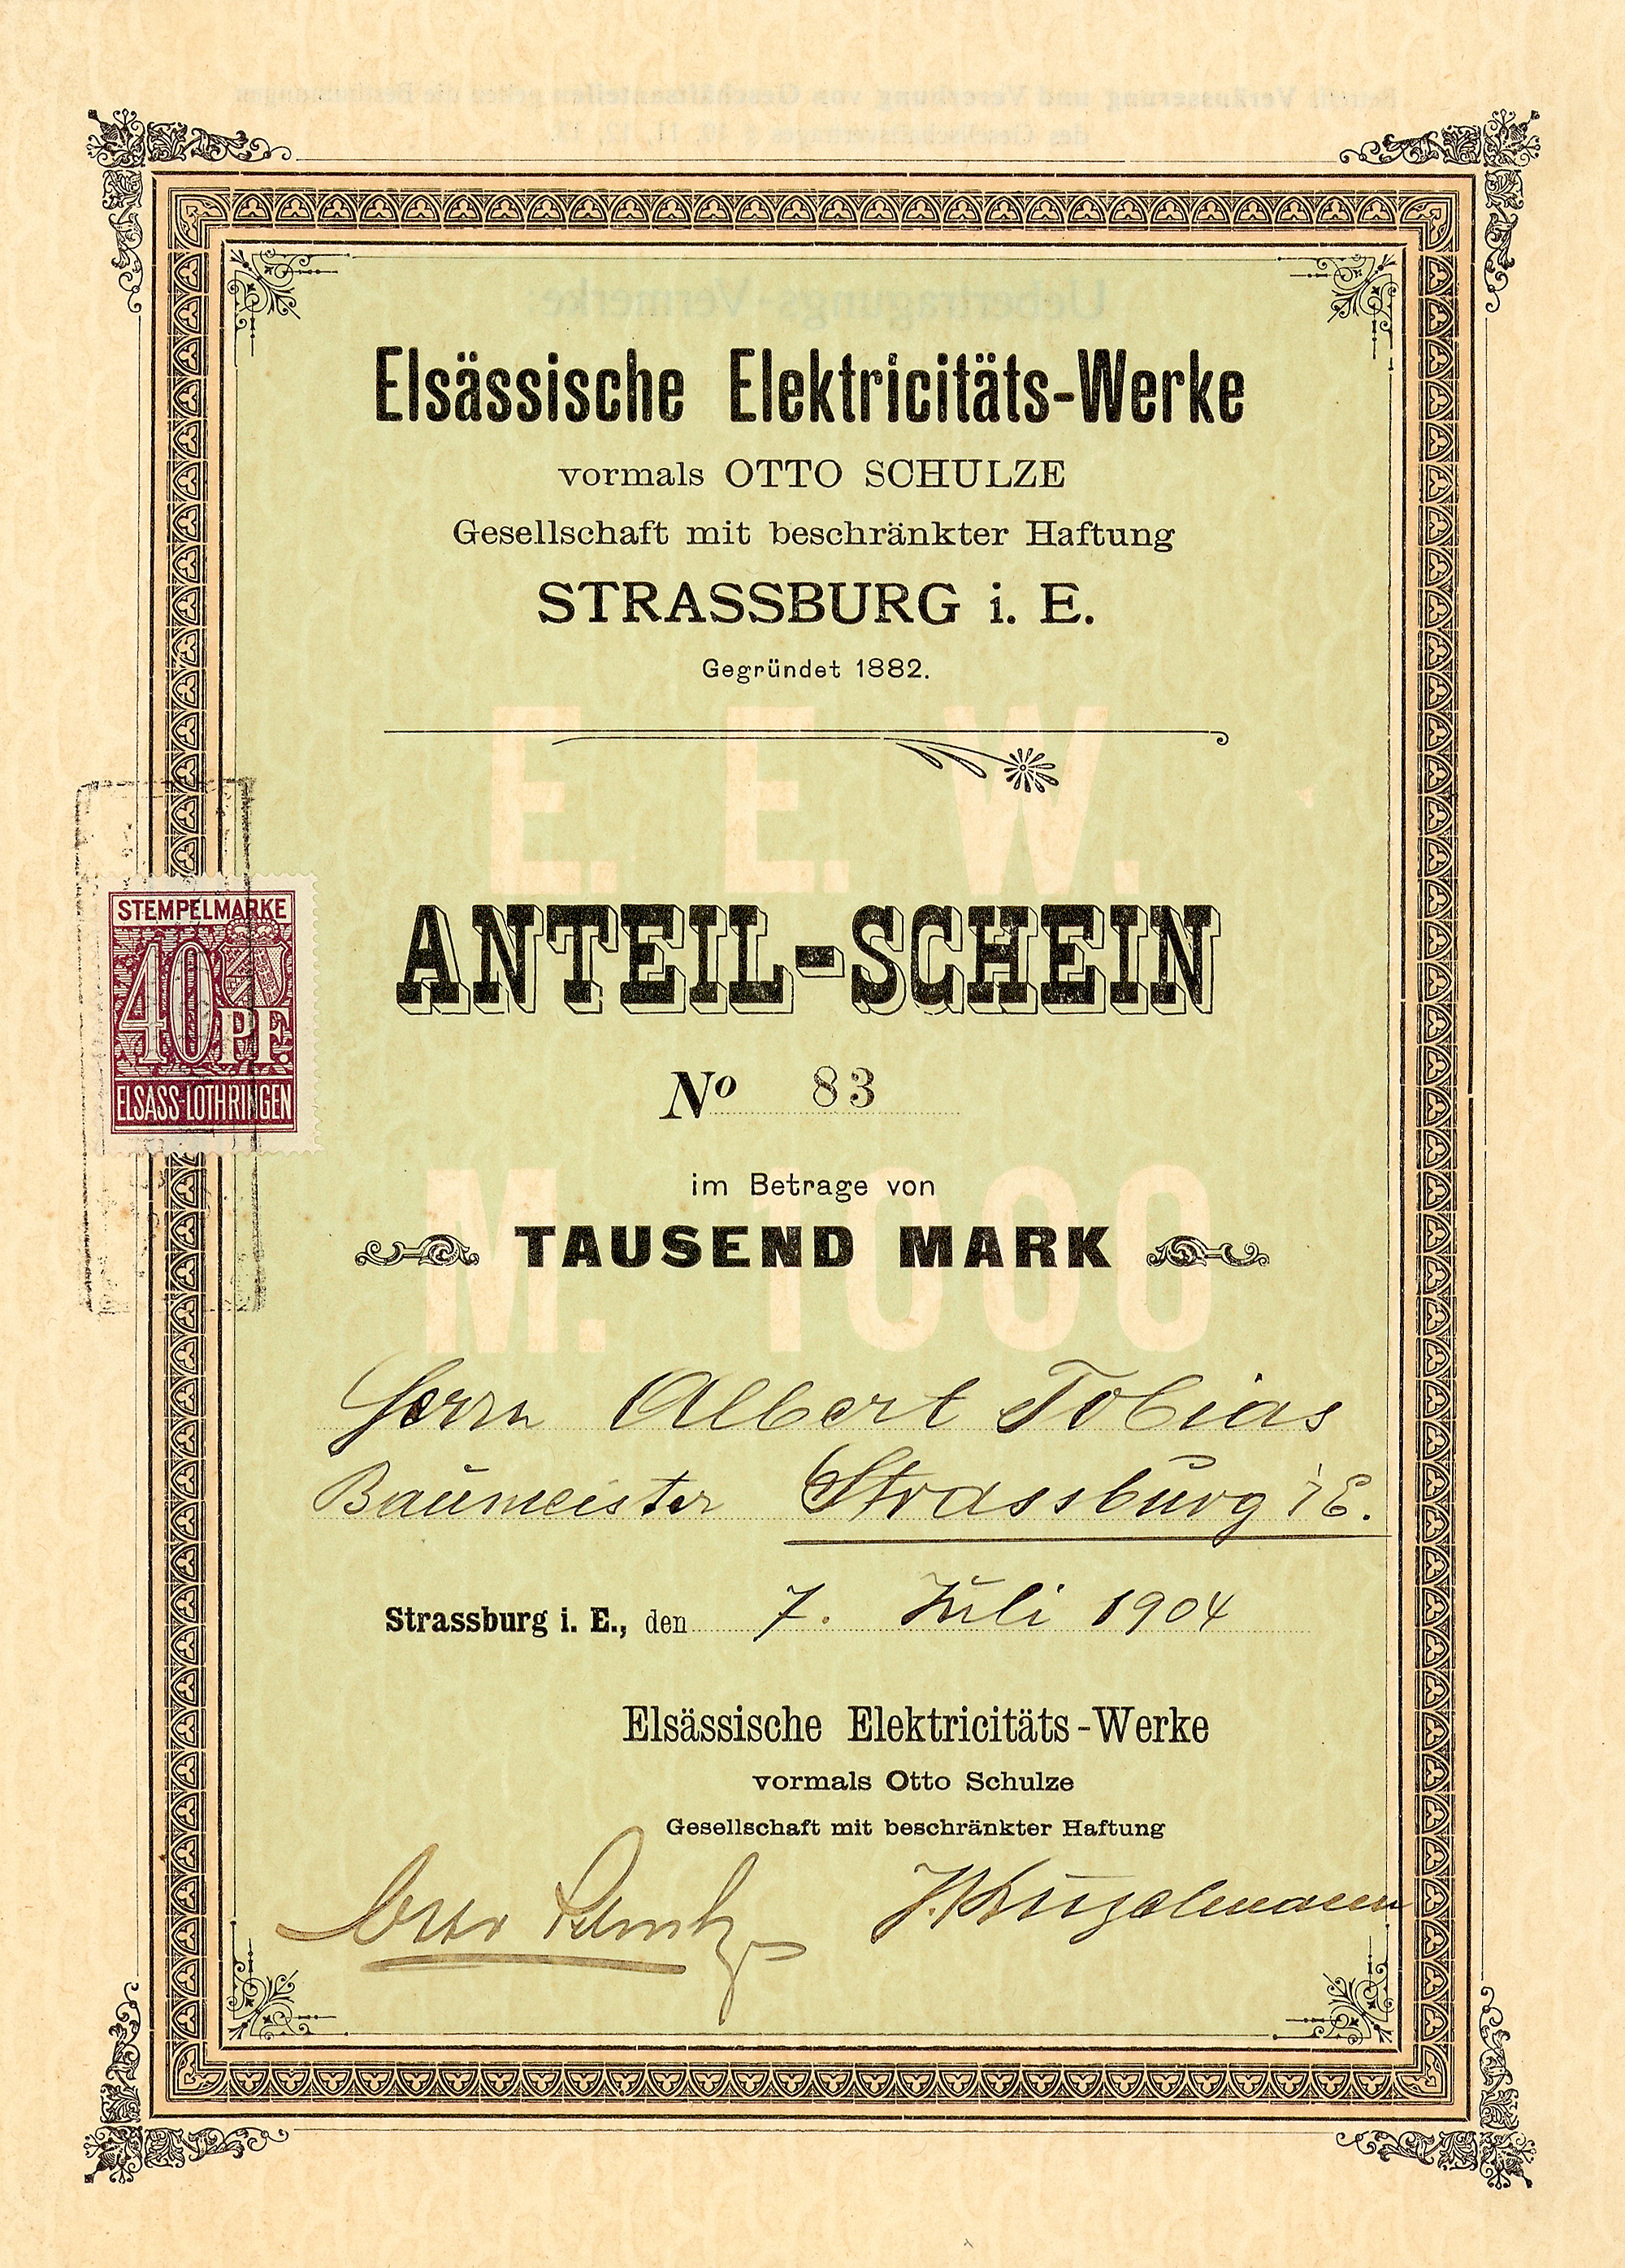 Elsässische Elektricitäts-Werke
vormals OTTO SCHULZE
Gesellschaft mit beschränkter Haftung
STRASSBURG i. E.
Gegründet 1882.
E. E. W.
STEMPELMARKE
40 PF.
ELSASS-LOTHRINGEN
ANTEIL-SCHEIN
No 83
im Betrage von
M. 1000
TAUSEND MARK
Herrn Albert Tobias
Baumeister Strassburg i E.
Strassburg i. E., den 7. Juli 1904
Elsässische Elektricitäts-Werke
vormals Otto Schulze
Gesellschaft mit beschränkter Haftung
Otto Schulze